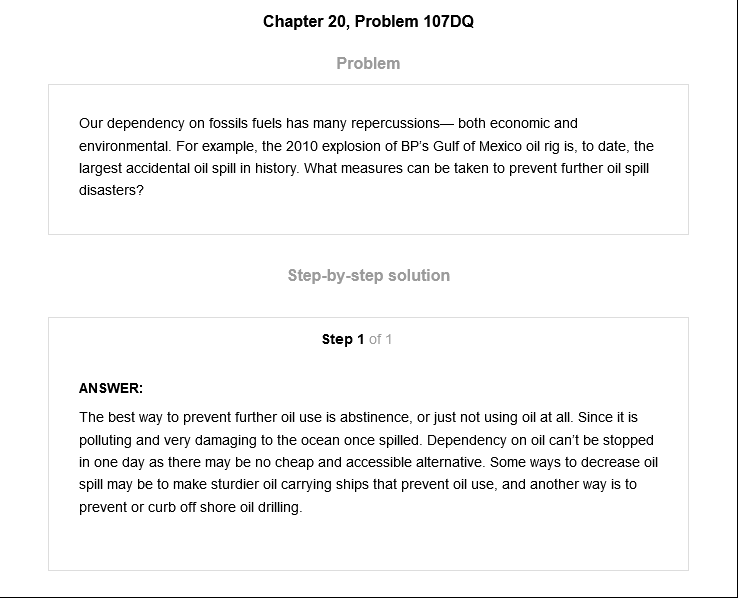 Chapter 20, Problem 107DQ
Problem
Our dependency on fossils fuels has many repercussions— both economic and
environmental. For example, the 2010 explosion of BP's Gulf of Mexico oil rig is, to date, the
largest accidental oil spill in history. What measures can be taken to prevent further oil spill
disasters?
Step-by-step solution
Step 1 of 1
ANSWER:
The best way to prevent further oil use is abstinence, or just not using oil at all. Since it is
polluting and very damaging to the ocean once spilled. Dependency on oil can't be stopped
in one day as there may be no cheap and accessible alternative. Some ways to decrease oil
spill may be to make sturdier oil carrying ships that prevent oil use, and another way is to
prevent or curb off shore oil drilling.